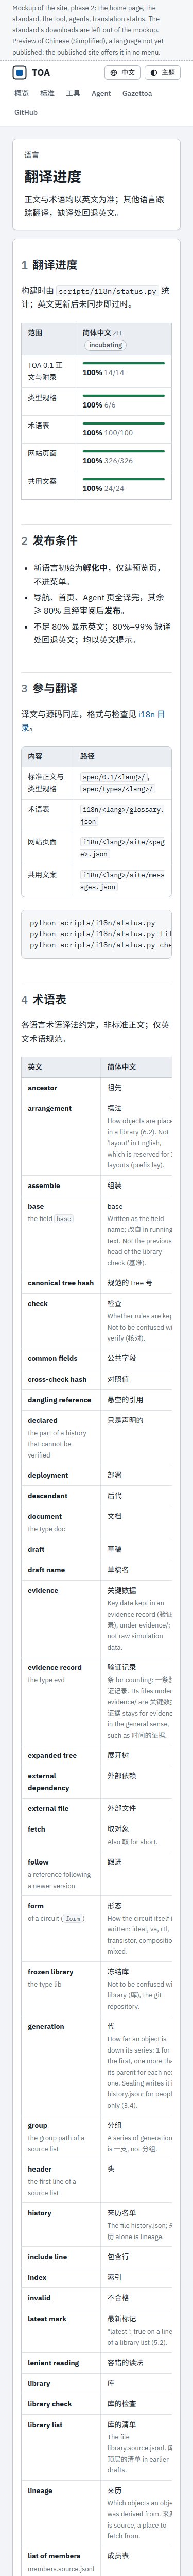 Mockup of the site, phase 2: the home page, the
standard, the tool, agents, translation status. The
standard's downloads are left out of the mockup.
Preview of Chinese (Simplified), a language not yet
published: the published site offers it in no menu.
TOA
中文
主题
概览 标准 工具 Agent Gazettoa
GitHub
语言
翻译进度
正文与术语均以英文为准；其他语言跟
踪翻译，缺译处回退英文。
1 翻译进度
构建时由 scripts/i18n/status.py 统
计；英文更新后未同步即过时。
范围 简体中文 ZH
incubating
TOA 0.1 正
文与附录
100% 14/14
类型规格
100% 6/6
术语表
100% 100/100
网站页面
100% 326/326
共用文案
100% 24/24
2 发布条件
新语言初始为孵化中，仅建预览页，
不进菜单。
导航、首页、Agent 页全译完，其余
≥ 80% 且经审阅后发布。
不足 80% 显示英文；80%–99% 缺译
处回退英文；均以英文提示。
3 参与翻译
译文与源码同库，格式与检查见 i18n 目
录。
内容 路径
标准正文与
类型规格
spec/0.1/<lang>/,
spec/types/<lang>/
术语表
i18n/<lang>/glossary.
json
网站页面
i18n/<lang>/site/<pag
e>.json
共用文案
i18n/<lang>/site/mess
ages.json
python scripts/i18n/status.py
python scripts/i18n/status.py fil
python scripts/i18n/status.py che
4 术语表
各语言术语译法约定，非标准正文；仅英
文术语规范。
英文 简体中文
ancestor 祖先
arrangement 摆法
How objects are place
in a library (6.2). Not
'layout' in English,
which is reserved for
layouts (prefix lay).
assemble 组装
base base
the field base
Written as the field
name; 改自 in running
text. Not the previous
head of the library
check (基准).
canonical tree hash 规范的 tree 号
check 检查
Whether rules are kep
Not to be confused wi
verify (核对).
common fields 公共字段
cross-check hash 对照值
dangling reference 悬空的引用
declared 只是声明的
the part of a history
that cannot be
verified
deployment 部署
descendant 后代
document 文档
the type doc
draft 草稿
draft name 草稿名
evidence 关键数据
Key data kept in an
evidence record (验证
录), under evidence/;
not raw simulation
data.
evidence record 验证记录
the type evd
条 for counting: 一条
证记录. Its files under
evidence/ are 关键数
证据 stays for evidenc
in the general sense,
such as 时间的证据.
expanded tree 展开树
external
dependency
外部依赖
external file 外部文件
fetch 取对象
Also 取 for short.
follow 跟进
a reference following
a newer version
form 形态
of a circuit (form)
How the circuit itself i
written: ideal, va, rtl,
transistor, compositio
mixed.
frozen library 冻结库
the type lib
Not to be confused wi
library (库), the git
repository.
generation 代
How far an object is
down its series: 1 for
the first, one more tha
its parent for each ne
one. Sealing writes it i
history.json; for peopl
only (3.4).
group 分组
the group path of a
source list
A series of generation
is 一支, not 分组.
header 头
the first line of a
source list
history 来历名单
The file history.json;
历 alone is lineage.
include line 包含行
index 索引
invalid 不合格
latest mark 最新标记
"latest": true on a line
of a library list (5.2).
lenient reading 容错的读法
library 库
library check 库的检查
library list 库的清单
The file
library.source.jsonl.
顶层的清单 in earlier
drafts.
lineage 来历
Which objects an obje
was derived from.
is source, a place to
fetch from.
list of members 成员表
members.source.jsonl